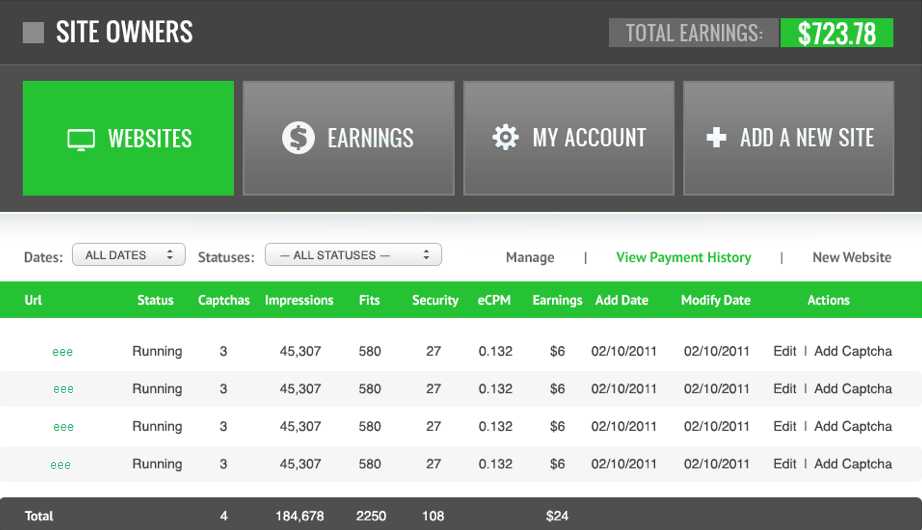 SITE OWNERS TOTAL EARNINGS: $723.78
WEBSITES EARNINGS MY ACCOUNT ADD A NEW SITE
Dates: ALL DATES Statuses: — ALL STATUSES — Manage | View Payment History | New Website
Url Status Captchas Impressions Fits Security eCPM Earnings Add Date Modify Date Actions
eee Running 3 45,307 580 27 0.132 $6 02/10/2011 02/10/2011 Edit | Add Captcha
eee Running 3 45,307 580 27 0.132 $6 02/10/2011 02/10/2011 Edit | Add Captcha
eee Running 3 45,307 580 27 0.132 $6 02/10/2011 02/10/2011 Edit | Add Captcha
eee Running 3 45,307 580 27 0.132 $6 02/10/2011 02/10/2011 Edit | Add Captcha
Total 4 184,678 2250 108 $24